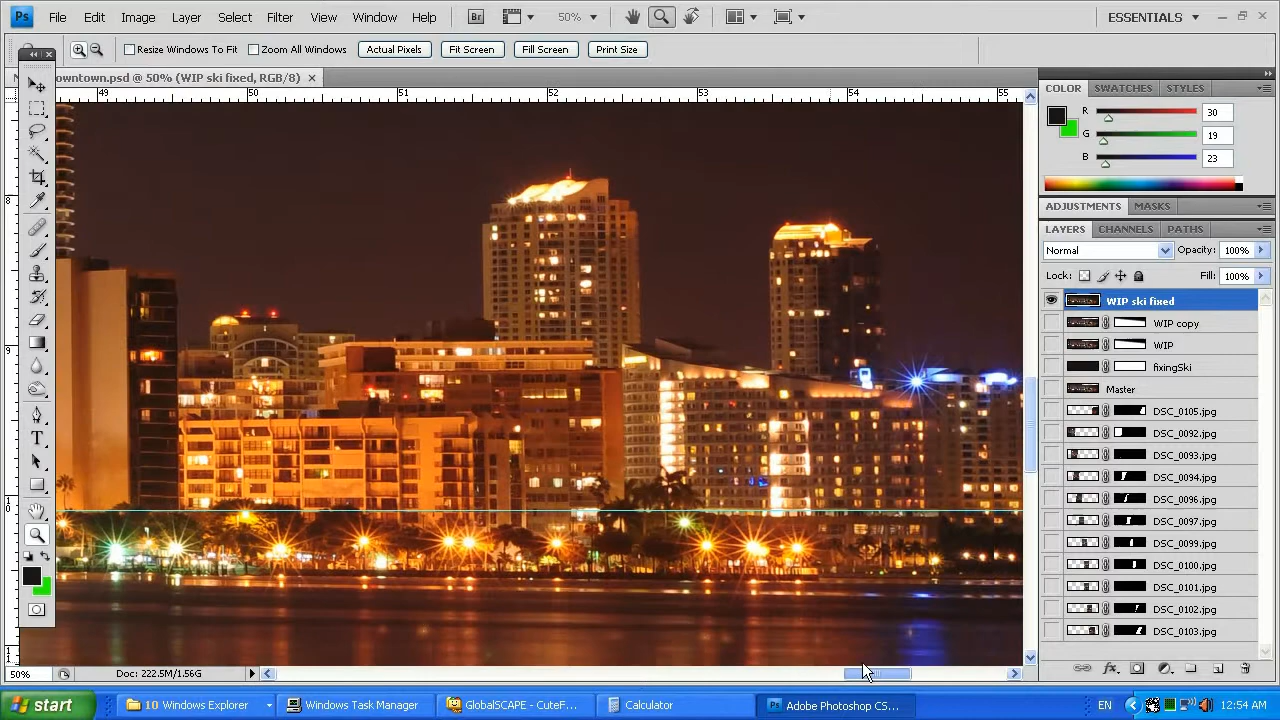 Ps File Edit Image Layer Select Filter Analysis View Window Help Br 50% ESSENTIALS
Resize Windows To Fit Zoom All Windows Actual Pixels Fit Screen Fill Screen Print Size
owntown.psd @ 50% (WIP ski fixed, RGB/8)
49 50 51 52 53 54 55
8
9
COLOR SWATCHES STYLES
R 30
G 19
B 23
ADJUSTMENTS MASKS
LAYERS CHANNELS PATHS
Normal Opacity: 100%
Lock: Fill: 100%
WIP ski fixed
WIP copy
WIP
fixingSki
Master
DSC_0105.jpg
DSC_0092.jpg
DSC_0093.jpg
DSC_0094.jpg
DSC_0096.jpg
DSC_0097.jpg
DSC_0099.jpg
DSC_0100.jpg
DSC_0101.jpg
DSC_0102.jpg
DSC_0103.jpg
50% Doc: 222.5M/1.56G
start 10 Windows Explorer Windows Task Manager GlobalSCAPE - CuteF... Calculator Ps Adobe Photoshop CS... EN 12:54 AM